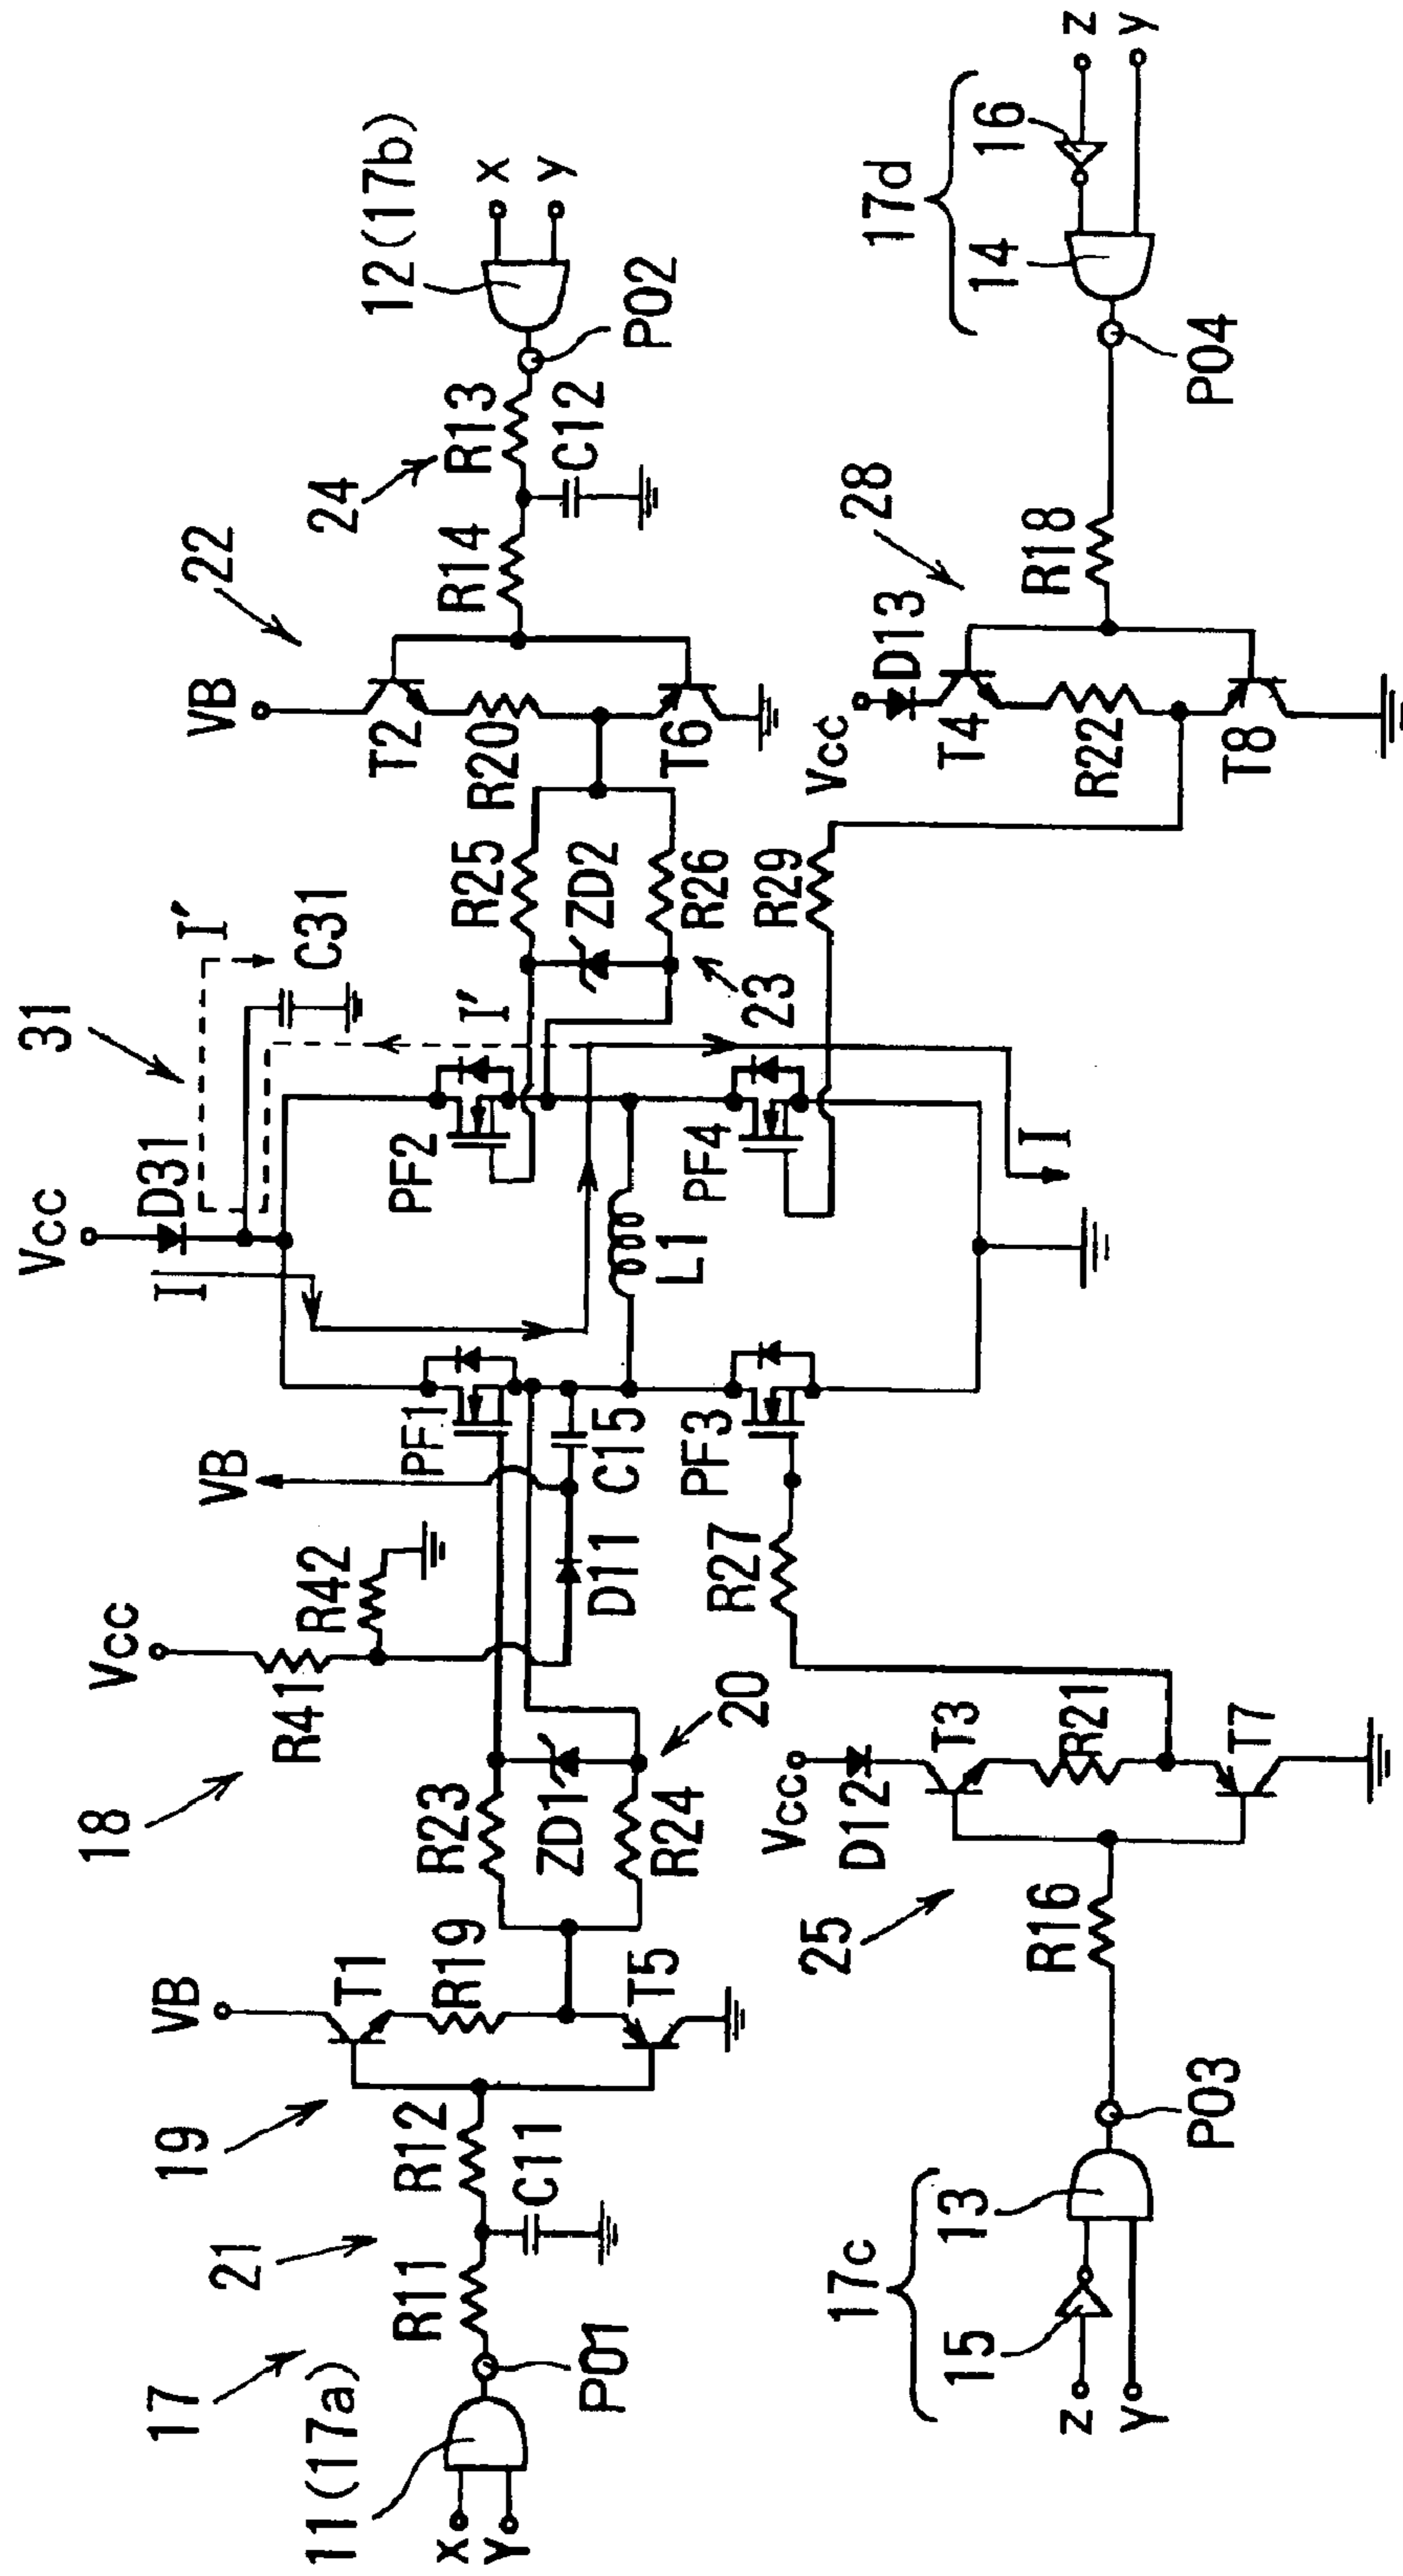 31
Vcc
18
Vcc
D31
I'
17
19
VB
I
VB
VB
22
21
R41
R42
C31
24
11(17a)
R11
R12
T1
R23
PF1
PF2
R25
T2
R14
R13
12(17b)
x
Y
R19
ZD1
D11
C15
I'
ZD2
R20
C12
x
y
P01
C11
T5
R24
20
L1
R26
T6
P02
PF3
PF4
23
R27
R29
Vcc
D13
28
Vcc
D12
25
17c
17d
15
13
T3
I
T4
14
16
R16
R21
R22
R18
z
Y
P03
T7
T8
P04
z
y